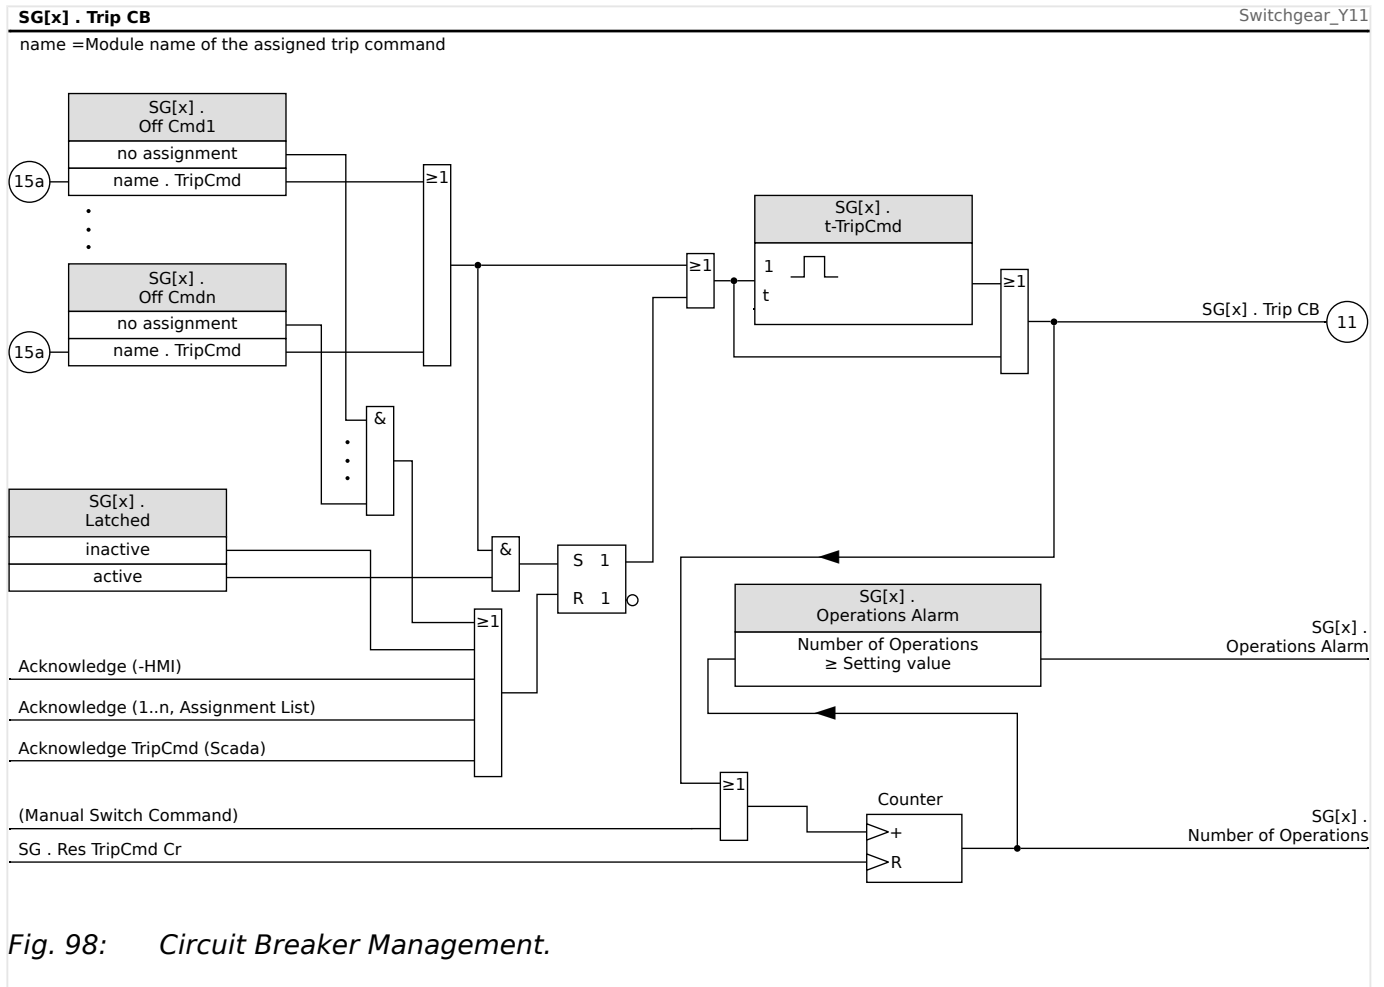 SG[x] . Trip CB
Switchgear_Y11
name =Module name of the assigned trip command
SG[x] .
Off Cmd1
no assignment
15a
name . TripCmd
SG[x] .
Off Cmdn
no assignment
15a
name . TripCmd
≥1
≥1
SG[x] .
t-TripCmd
1
t
≥1
SG[x] . Trip CB
11
&
SG[x] .
Latched
inactive
active
&
S 1
R 1
≥1
Acknowledge (-HMI)
Acknowledge (1..n, Assignment List)
Acknowledge TripCmd (Scada)
SG[x] .
Operations Alarm
Number of Operations
≥ Setting value
SG[x] .
Operations Alarm
(Manual Switch Command)
SG . Res TripCmd Cr
≥1
Counter
+
R
SG[x] .
Number of Operations
Fig. 98: Circuit Breaker Management.